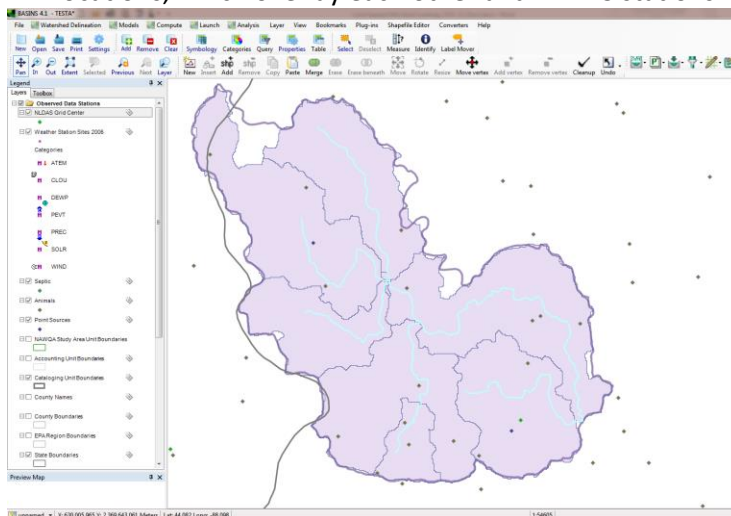 BASINS 4.1 - TESTA*
File Watershed Delineation Models Compute Launch Analysis Layer View Bookmarks Plug-ins Shapefile Editor Converters Help
New Open Save Print Settings Add Remove Clear Symbology Categories Query Properties Table Select Deselect Measure Identify Label Mover
Pan In Out Extent Selected Previous Next Layer New Insert Add Remove Copy Paste Merge Erase Erase beneath Move Rotate Resize Move vertex Add vertex Remove vertex Cleanup Undo
Legend
Layers Toolbox
Observed Data Stations
NLDAS Grid Center
Weather Station Sites 2006
Categories
ATEM
CLOU
DEWP
PEVT
PREC
SOLR
WIND
Septic
Animals
Point Sources
NAWQA Study Area Unit Boundaries
Accounting Unit Boundaries
Cataloging Unit Boundaries
County Names
County Boundaries
EPA Region Boundaries
State Boundaries
Preview Map